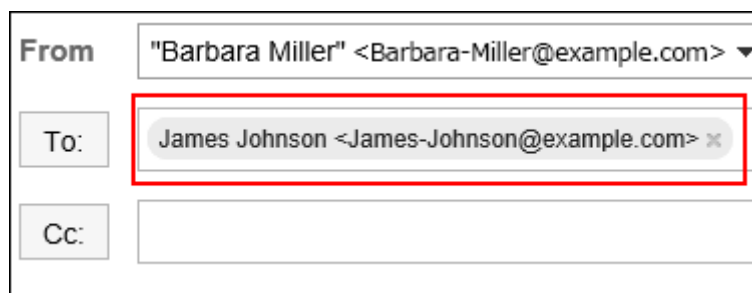 From "Barbara Miller" <Barbara-Miller@example.com>
To: James Johnson <James-Johnson@example.com>
Cc: